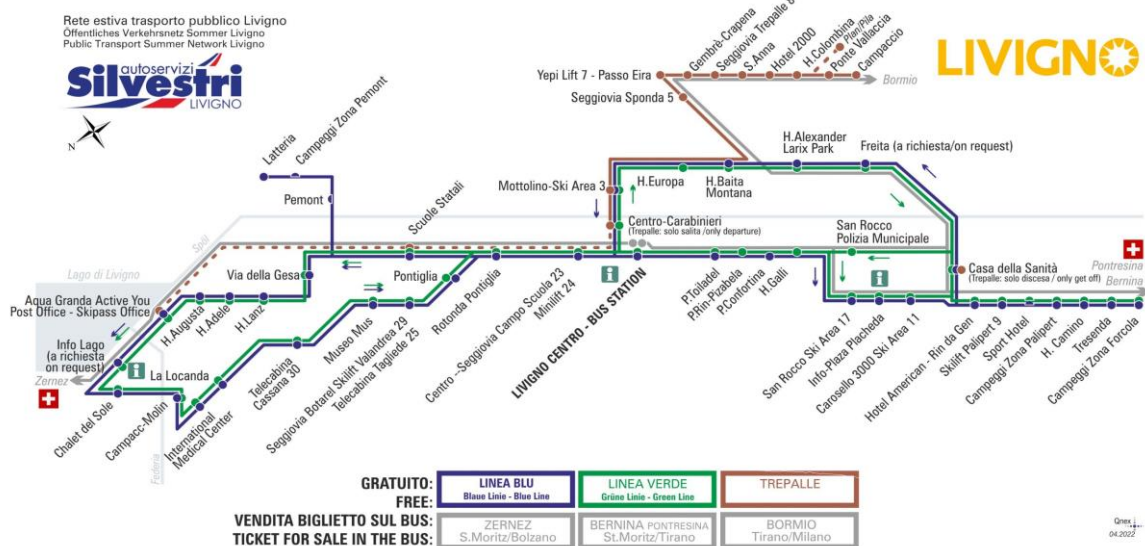 Rete estiva trasporto pubblico Livigno
Öffentliches Verkehrsnetz Sommer Livigno
Public Transport Summer Network Livigno
autoservizi
Silvestri
LIVIGNO
LIVIGNO
N
Gembrè-Crapena
Seggiovia Trepalle
S.Anna
Hotel 2000
H.Colombina
Plan/Pila
Ponte Vallaccia
Campaccio
Yepi Lift 7 - Passo Eira
Bormio
Seggiovia Sponda 5
Latteria
Campeggi Zona Pemont
Pemont
H.Alexander
Larix Park
Freita (a richiesta/on request)
Mottolino-Ski Area 3
H.Europa
H.Baita
Montana
Scuole Statali
Centro-Carabinieri
(Trepalle: solo salita /only departure)
San Rocco
Polizia Municipale
Spöl
Lago di Livigno
Via della Gesa
Pontiglia
Casa della Sanità
(Trepalle: solo discesa / only get off)
Pontresina
Bernina
Aqua Granda Active You
Post Office - Skipass Office
H.Augusta
H.Adele
H.Lanz
Info Lago
(a richiesta
on request)
Zernez
La Locanda
Chalet del Sole
Campacc-Molin
Federia
International
Medical Center
Telecabina
Cassana 30
Museo Mus
Seggiovia Botarel Skilift Valandrea 29
Telecabina Tagliede 25
Rotonda Pontiglia
Centro -Seggiovia Campo Scuola 23
Minilift 24
LIVIGNO CENTRO - BUS STATION
P.Toiladel
P.Rin-Pizabela
P.Comtortina
H.Galli
San Rocco Ski Area 17
Info-Plaza Placheda
Carosello 3000 Ski Area 11
Hotel American - Rin da Gen
Skilift Palipert 9
Sport Hotel
Campeggi Zona Palipert
H. Camino
Tresenda
Campeggi Zona Forcola
GRATUITO:
FREE:
LINEA BLU
Blaue Linie - Blue Line
LINEA VERDE
Grüne Linie - Green Line
TREPALLE
VENDITA BIGLIETTO SUL BUS:
TICKET FOR SALE IN THE BUS:
ZERNEZ
S.Moritz/Bolzano
BERNINA PONTRESINA
St.Moritz/Tirano
BORMIO
Tirano/Milano
Qnex
04.2022